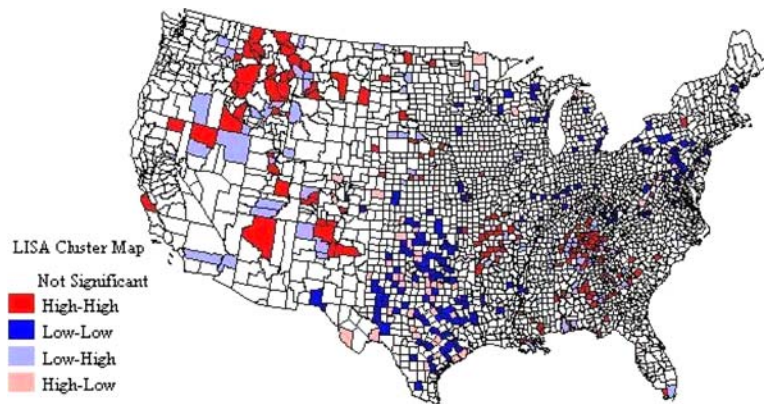 LISA Cluster Map
Not Significant
High-High
Low-Low
Low-High
High-Low